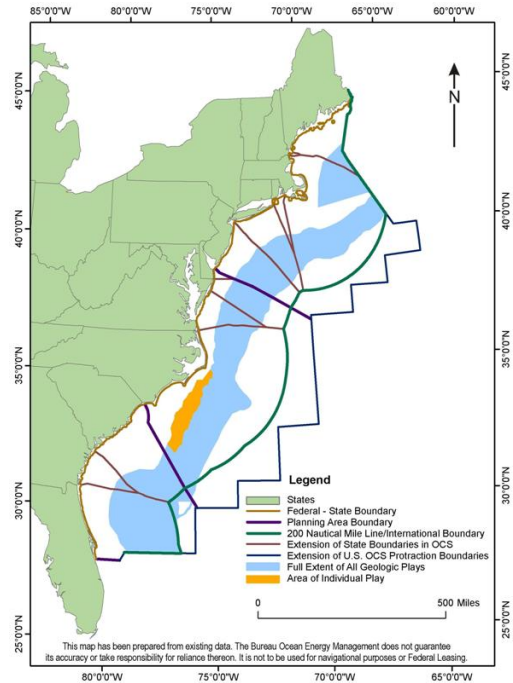 85°0'0"W 80°0'0"W 75°0'0"W 70°0'0"W 65°0'0"W
45°0'0"N
45°0'0"N
N
40°0'0"N
40°0'0"N
35°0'0"N
35°0'0"N
30°0'0"N
30°0'0"N
25°0'0"N
25°0'0"N
Legend
States
Federal - State Boundary
Planning Area Boundary
200 Nautical Mile Line/International Boundary
Extension of State Boundaries in OCS
Extension of U.S. OCS Protraction Boundaries
Full Extent of All Geologic Plays
Area of Individual Play
0 500 Miles
This map has been prepared from existing data. The Bureau Ocean Energy Management does not guarantee
its accuracy or take responsibility for reliance thereon. It is not to be used for navigational purposes or Federal Leasing.
80°0'0"W 75°0'0"W 70°0'0"W 65°0'0"W